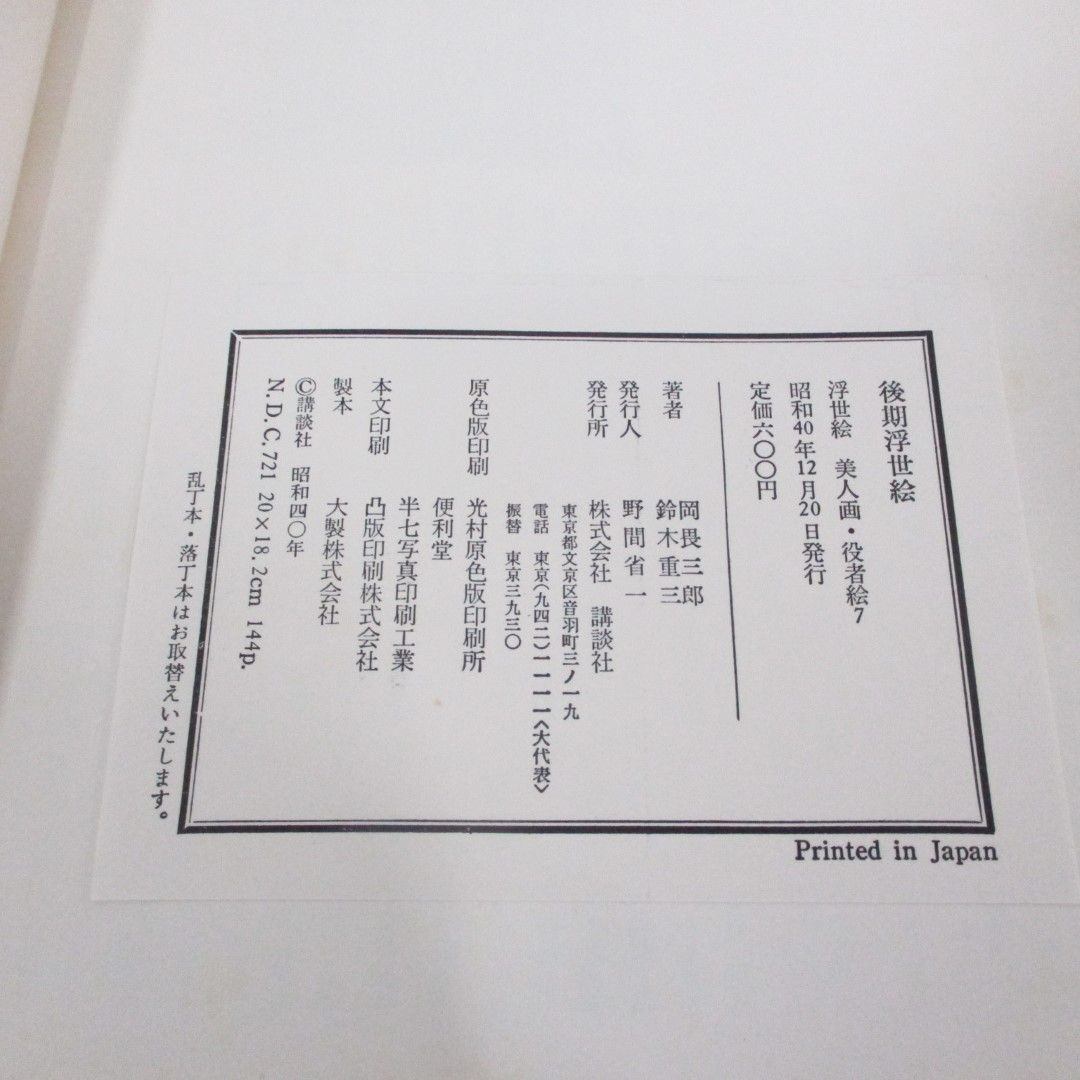 後期浮世絵
浮世絵 美人画・役者絵7
昭和40年12月20日発行
定価六〇〇円
著者 岡畏三郎
鈴木重三
発行人 野間省一
発行所 株式会社 講談社
東京都文京区音羽町三ノ一九
電話 東京(九四二)一一一一<大代表>
振替 東京三九三〇
原色版印刷 光村原色版印刷所
便利堂
半七写真印刷工業
本文印刷 凸版印刷株式会社
製本 大製株式会社
©講談社 昭和四〇年
N.D.C.721 20×18.2cm 144p.
乱丁本・落丁本はお取替えいたします。
Printed in Japan